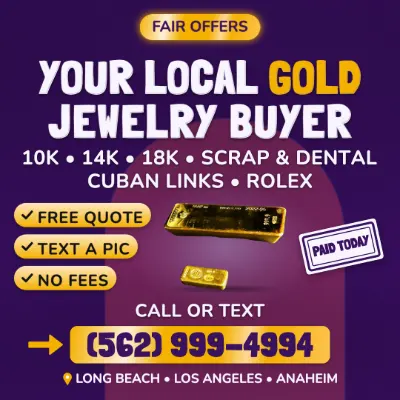 FAIR OFFERS
YOUR LOCAL GOLD
JEWELRY BUYER
10K • 14K • 18K • SCRAP & DENTAL
CUBAN LINKS • ROLEX
FREE QUOTE
TEXT A PIC
NO FEES
PAID TODAY
CALL OR TEXT
(562) 999-4994
LONG BEACH • LOS ANGELES • ANAHEIM